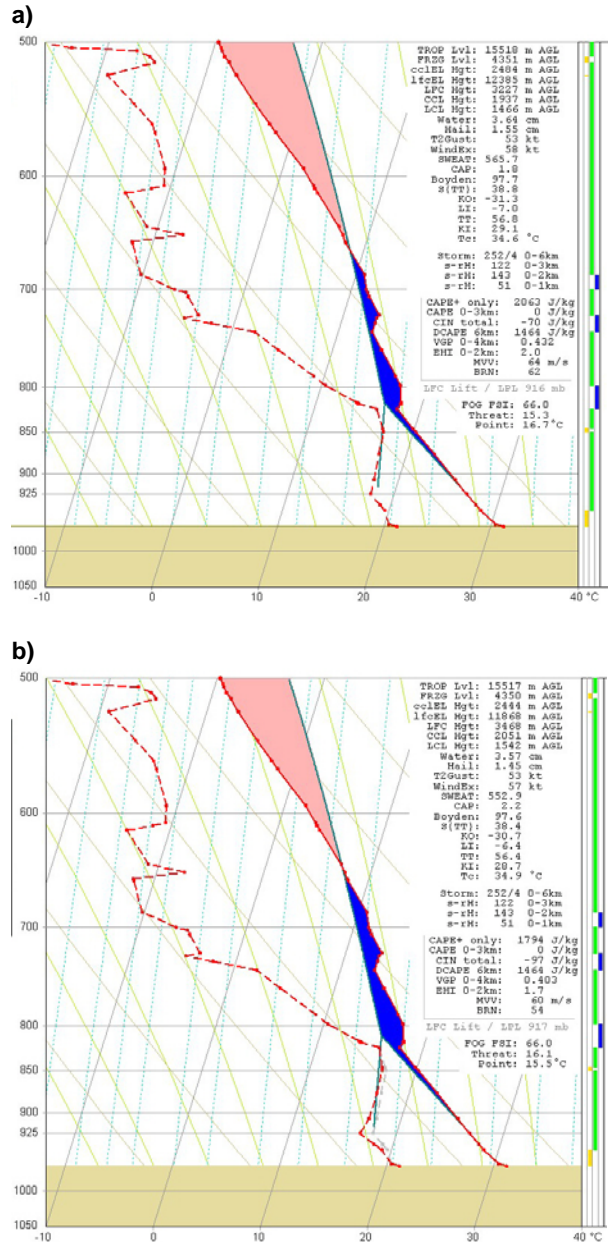 a)
500
TROP Lvl: 15518 m AGL
FRZG Lvl: 4351 m AGL
cclEL Hgt: 2484 m AGL
lfcEL Hgt: 12385 m AGL
LFC Hgt: 3227 m AGL
CCL Hgt: 1937 m AGL
LCL Hgt: 1466 m AGL
Water: 3.64 cm
Hail: 1.55 cm
T2Gust: 53 kt
WindEx: 58 kt
SWEAT: 565.7
CAP: 1.8
Boyden: 97.7
S(TT): 38.8
KO: -31.3
LI: -7.0
TT: 56.8
KI: 29.1
Tc: 34.6 °C
600
Storm: 252/4 0-6km
s-rH: 122 0-3km
s-rH: 143 0-2km
s-rH: 51 0-1km
700
CAPE+ only: 2063 J/kg
CAPE 0-3km: 0 J/kg
CIN total: -70 J/kg
DCAPE 6km: 1464 J/kg
VGP 0-4km: 0.432
EHI 0-2km: 2.0
MVV: 64 m/s
BRN: 62
800
LFC Lift / LPL 916 mb
FOG FSI: 66.0
Threat: 15.3
Point: 16.7°C
850
900
925
1000
1050
-10 0 10 20 30 40 °C
b)
500
TROP Lvl: 15517 m AGL
FRZG Lvl: 4350 m AGL
cclEL Hgt: 2444 m AGL
lfcEL Hgt: 11868 m AGL
LFC Hgt: 3468 m AGL
CCL Hgt: 2051 m AGL
LCL Hgt: 1542 m AGL
Water: 3.57 cm
Hail: 1.45 cm
T2Gust: 53 kt
WindEx: 57 kt
SWEAT: 552.9
CAP: 2.2
Boyden: 97.6
S(TT): 38.4
KO: -30.7
LI: -6.4
TT: 56.4
KI: 28.7
Tc: 34.9 °C
600
Storm: 252/4 0-6km
s-rH: 122 0-3km
s-rH: 143 0-2km
s-rH: 51 0-1km
700
CAPE+ only: 1794 J/kg
CAPE 0-3km: 0 J/kg
CIN total: -97 J/kg
DCAPE 6km: 1464 J/kg
VGP 0-4km: 0.403
EHI 0-2km: 1.7
MVV: 60 m/s
BRN: 54
800
LFC Lift / LPL 917 mb
FOG FSI: 66.0
Threat: 16.1
Point: 15.5°C
850
900
925
1000
1050
-10 0 10 20 30 40 °C